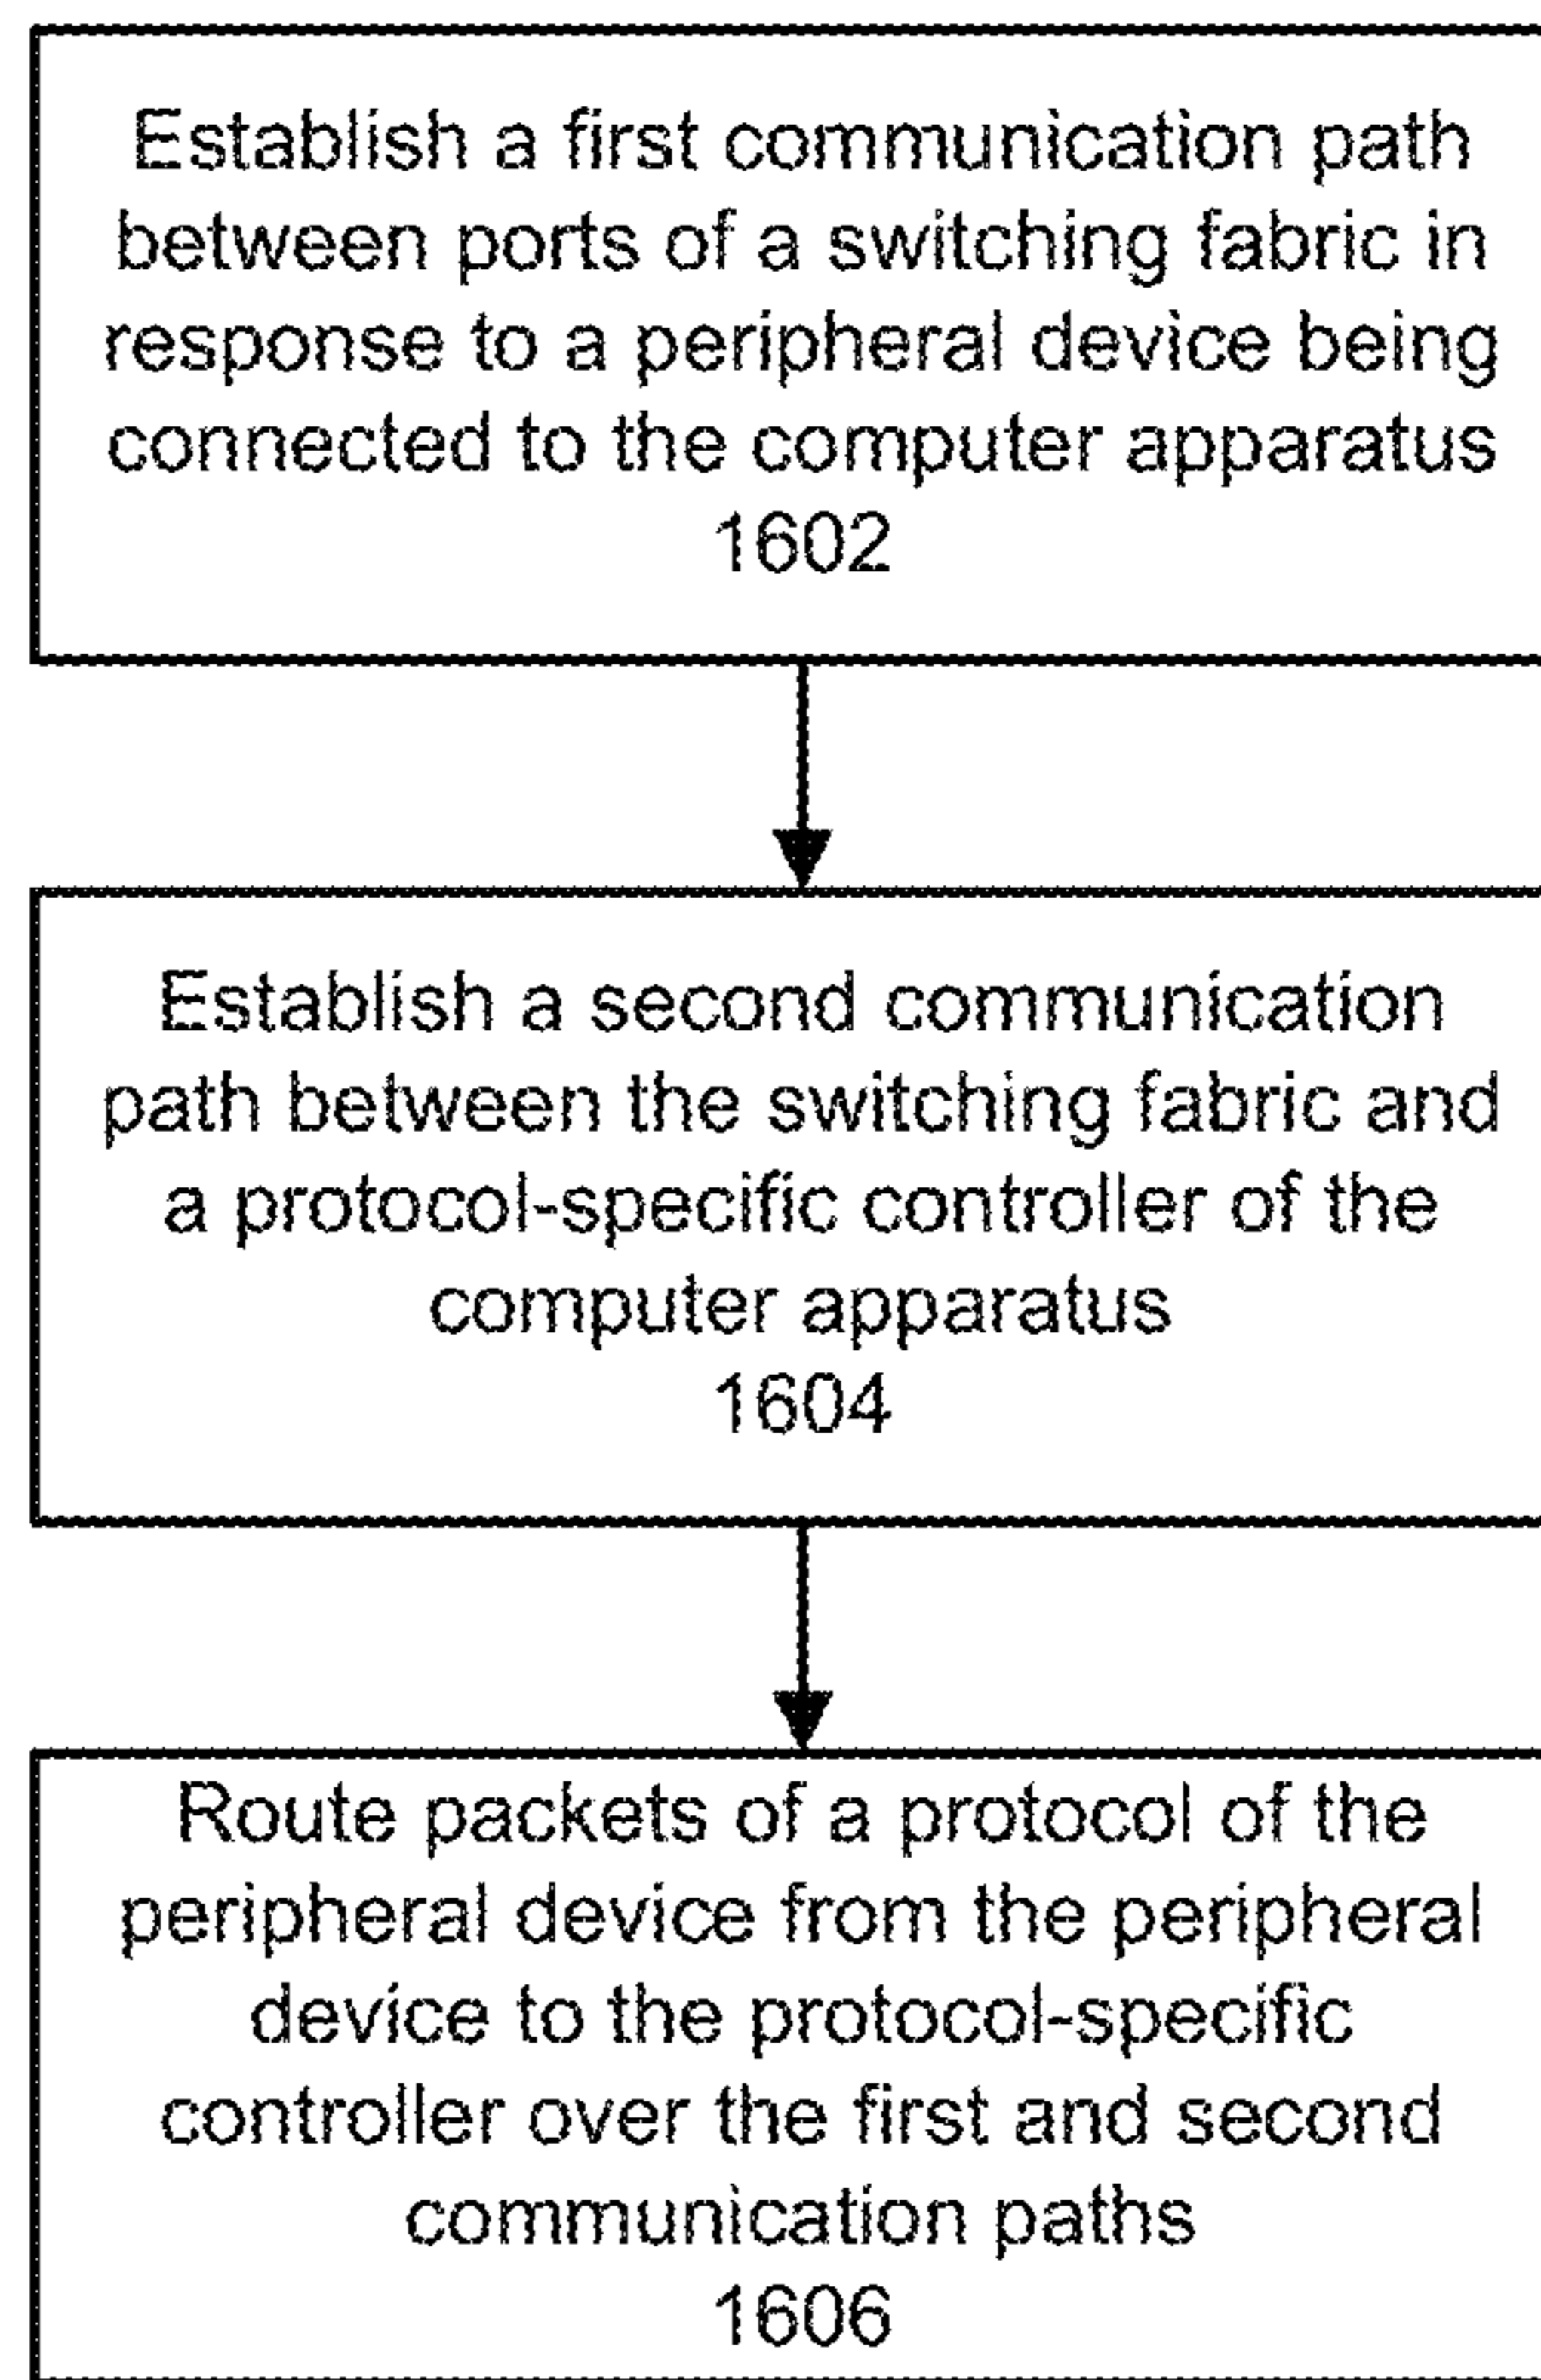 Establish a first communication path
between ports of a switching fabric in
response to a peripheral device being
connected to the computer apparatus
1602
Establish a second communication
path between the switching fabric and
a protocol-specific controller of the
computer apparatus
1604
Route packets of a protocol of the
peripheral device from the peripheral
device to the protocol-specific
controller over the first and second
communication paths
1606